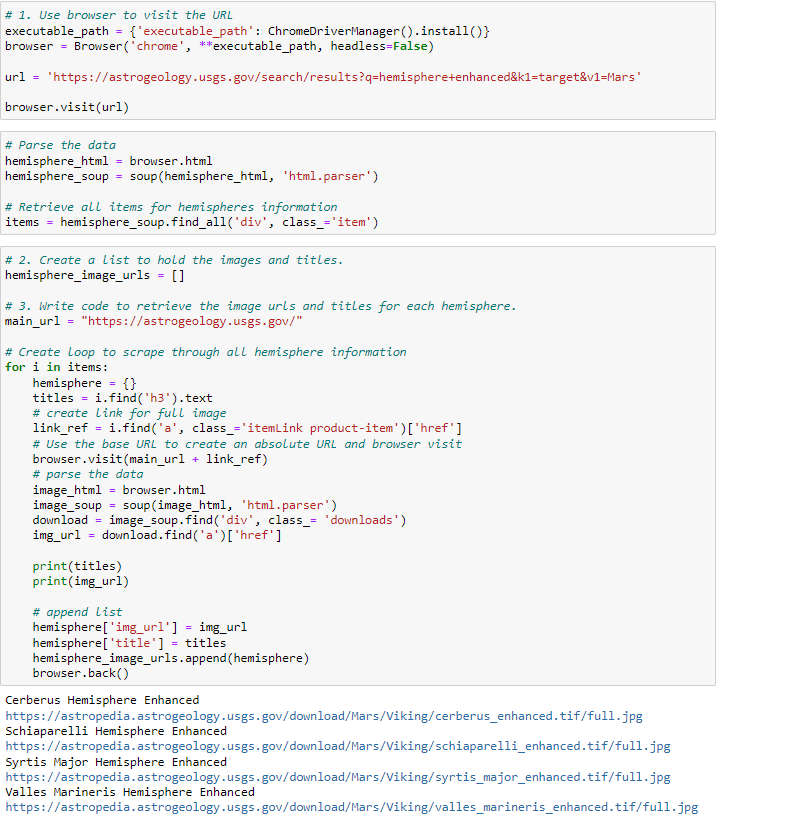 # 1. Use browser to visit the URL
executable_path = {'executable_path': ChromeDriverManager().install()}
browser = Browser('chrome', **executable_path, headless=False)
url = 'https://astrogeology.usgs.gov/search/results?q=hemisphere+enhanced&k1=target&v1=Mars'
browser.visit(url)
# Parse the data
hemisphere_html = browser.html
hemisphere_soup = soup(hemisphere_html, 'html.parser')
# Retrieve all items for hemispheres information
items = hemisphere_soup.find_all('div', class_='item')
# 2. Create a list to hold the images and titles.
hemisphere_image_urls = []
# 3. Write code to retrieve the image urls and titles for each hemisphere.
main_url = "https://astrogeology.usgs.gov/"
# Create loop to scrape through all hemisphere information
for i in items:
    hemisphere = {}
    titles = i.find('h3').text
    # create link for full image
    link_ref = i.find('a', class_='itemLink product-item')['href']
    # Use the base URL to create an absolute URL and browser visit
    browser.visit(main_url + link_ref)
    # parse the data
    image_html = browser.html
    image_soup = soup(image_html, 'html.parser')
    download = image_soup.find('div', class_= 'downloads')
    img_url = download.find('a')['href']
    print(titles)
    print(img_url)
    # append list
    hemisphere['img_url'] = img_url
    hemisphere['title'] = titles
    hemisphere_image_urls.append(hemisphere)
    browser.back()
Cerberus Hemisphere Enhanced
https://astropedia.astrogeology.usgs.gov/download/Mars/Viking/cerberus_enhanced.tif/full.jpg
Schiaparelli Hemisphere Enhanced
https://astropedia.astrogeology.usgs.gov/download/Mars/Viking/schiaparelli_enhanced.tif/full.jpg
Syrtis Major Hemisphere Enhanced
https://astropedia.astrogeology.usgs.gov/download/Mars/Viking/syrtis_major_enhanced.tif/full.jpg
Valles Marineris Hemisphere Enhanced
https://astropedia.astrogeology.usgs.gov/download/Mars/Viking/valles_marineris_enhanced.tif/full.jpg